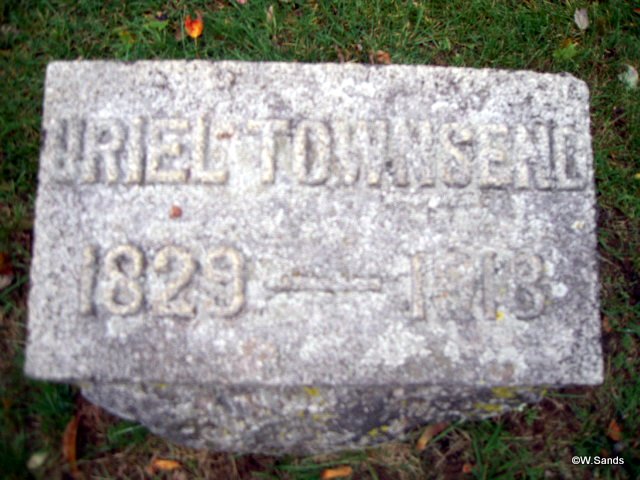 URIEL TOWNSEND
1829 — 1913
©W.Sands